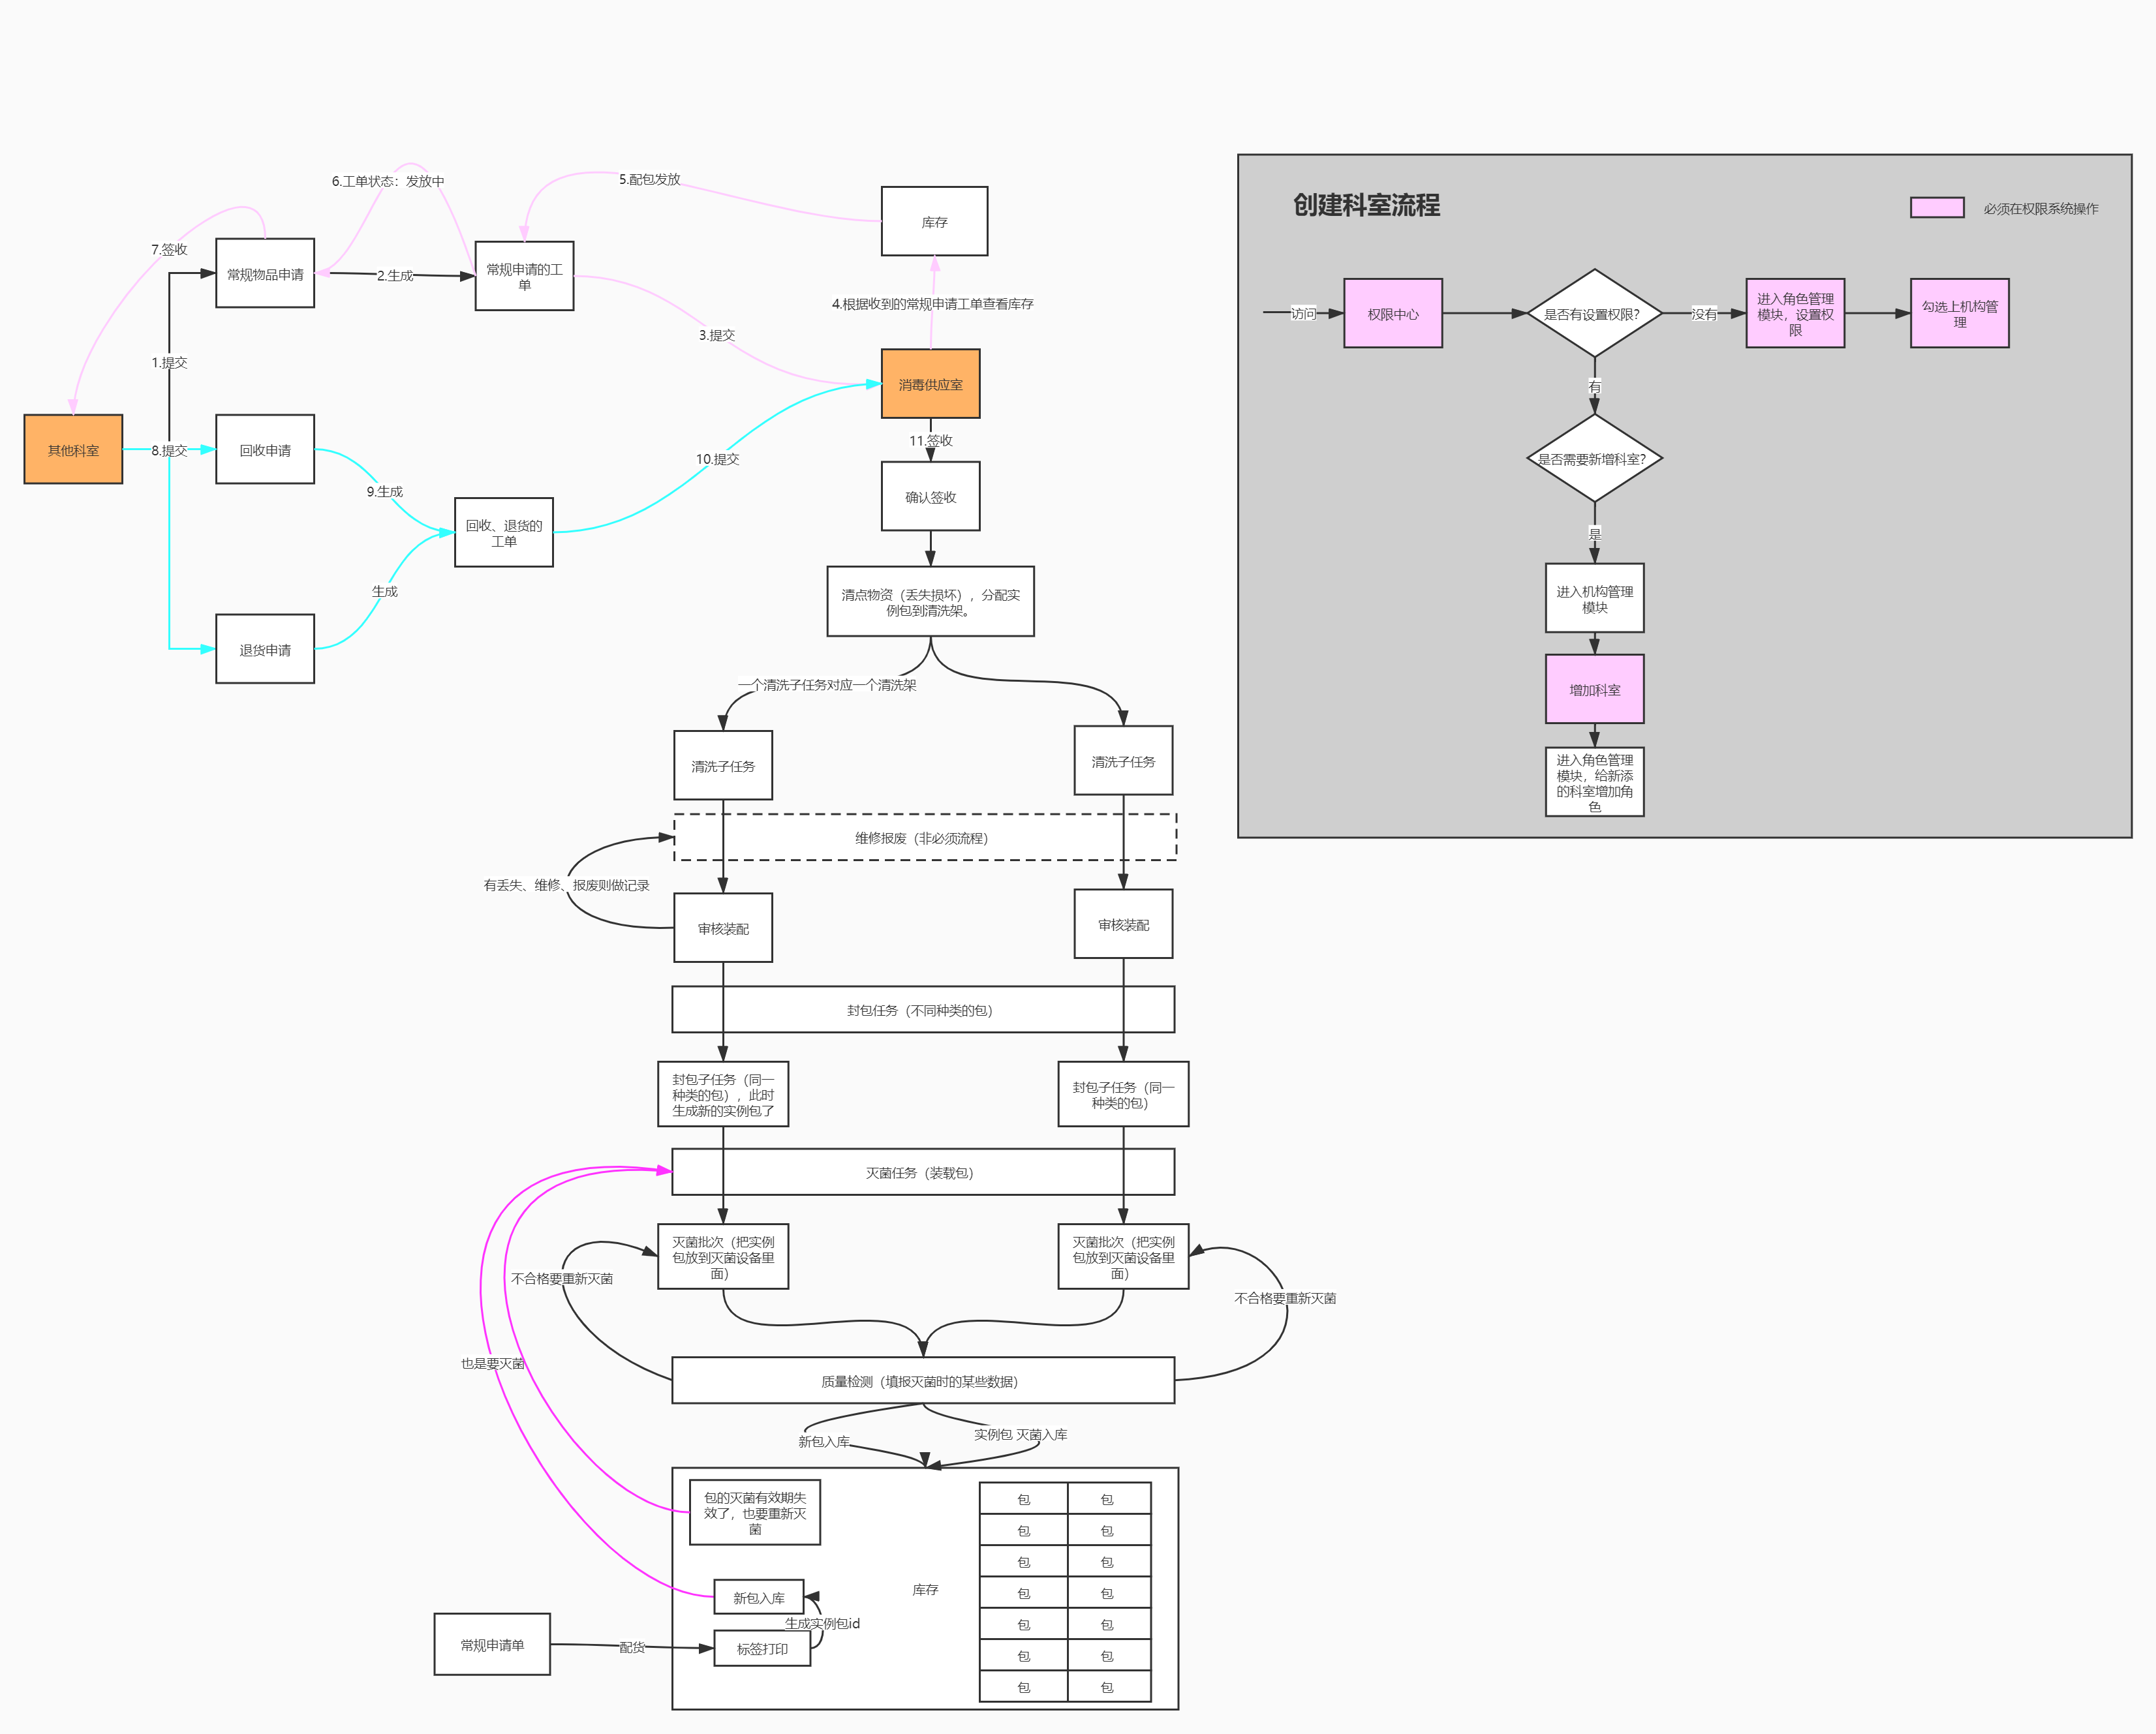 6.工单状态：发放中
5.配包发放
库存
7.签收
常规物品申请
2.生成
常规申请的工
单
4.根据收到的常规申请工单查看库存
3.提交
1.提交
消毒供应室
其他科室
8.提交
回收申请
11.签收
10.提交
9.生成
确认签收
回收、退货的
工单
生成
清点物资（丢失损坏），分配实
例包到清洗架。
退货申请
一个清洗子任务对应一个清洗架
清洗子任务
清洗子任务
维修报废（非必须流程）
有丢失、维修、报废则做记录
审核装配
审核装配
封包任务（不同种类的包）
封包子任务（同一
种类的包），此时
生成新的实例包了
封包子任务（同一
种类的包）
灭菌任务（装载包）
灭菌批次（把实例
包放到灭菌设备里
面）
灭菌批次（把实例
包放到灭菌设备里
面）
不合格要重新灭菌
不合格要重新灭菌
也是要灭菌
质量检测（填报灭菌时的某些数据）
新包入库
实例包 灭菌入库
包的灭菌有效期失
效了，也要重新灭
菌
新包入库
生成实例包id
标签打印
常规申请单
配货
库存
包 包
包 包
包 包
包 包
包 包
包 包
包 包
创建科室流程
必须在权限系统操作
访问
权限中心
是否有设置权限？
没有
进入角色管理
模块，设置权
限
勾选上机构管
理
有
是否需要新增科室？
是
进入机构管理
模块
增加科室
进入角色管理
模块，给新添
的科室增加角
色